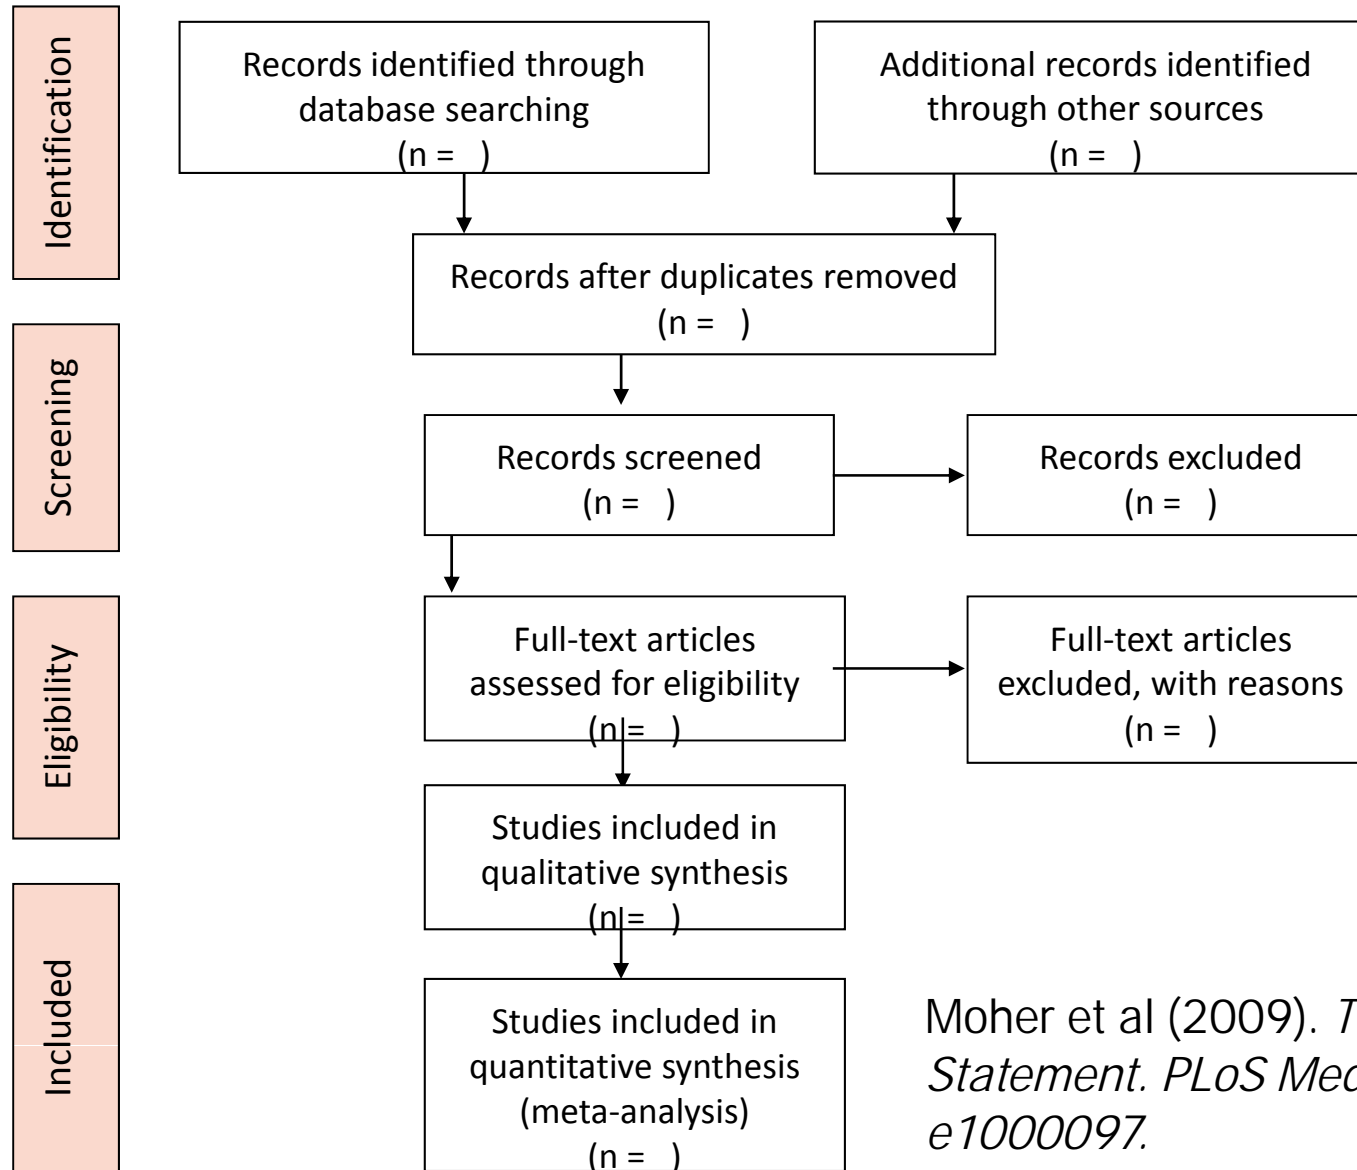 Identification
Records identified through
database searching
(n =   )
Additional records identified
through other sources
(n =   )
Records after duplicates removed
(n =   )
Screening
Records screened
(n =   )
Records excluded
(n =   )
Eligibility
Full-text articles
assessed for eligibility
(n =   )
Full-text articles
excluded, with reasons
(n =   )
Studies included in
qualitative synthesis
(n =   )
Included
Studies included in
quantitative synthesis
(meta-analysis)
(n =   )
Moher et al (2009).
Statement. PLoS Med
e1000097.